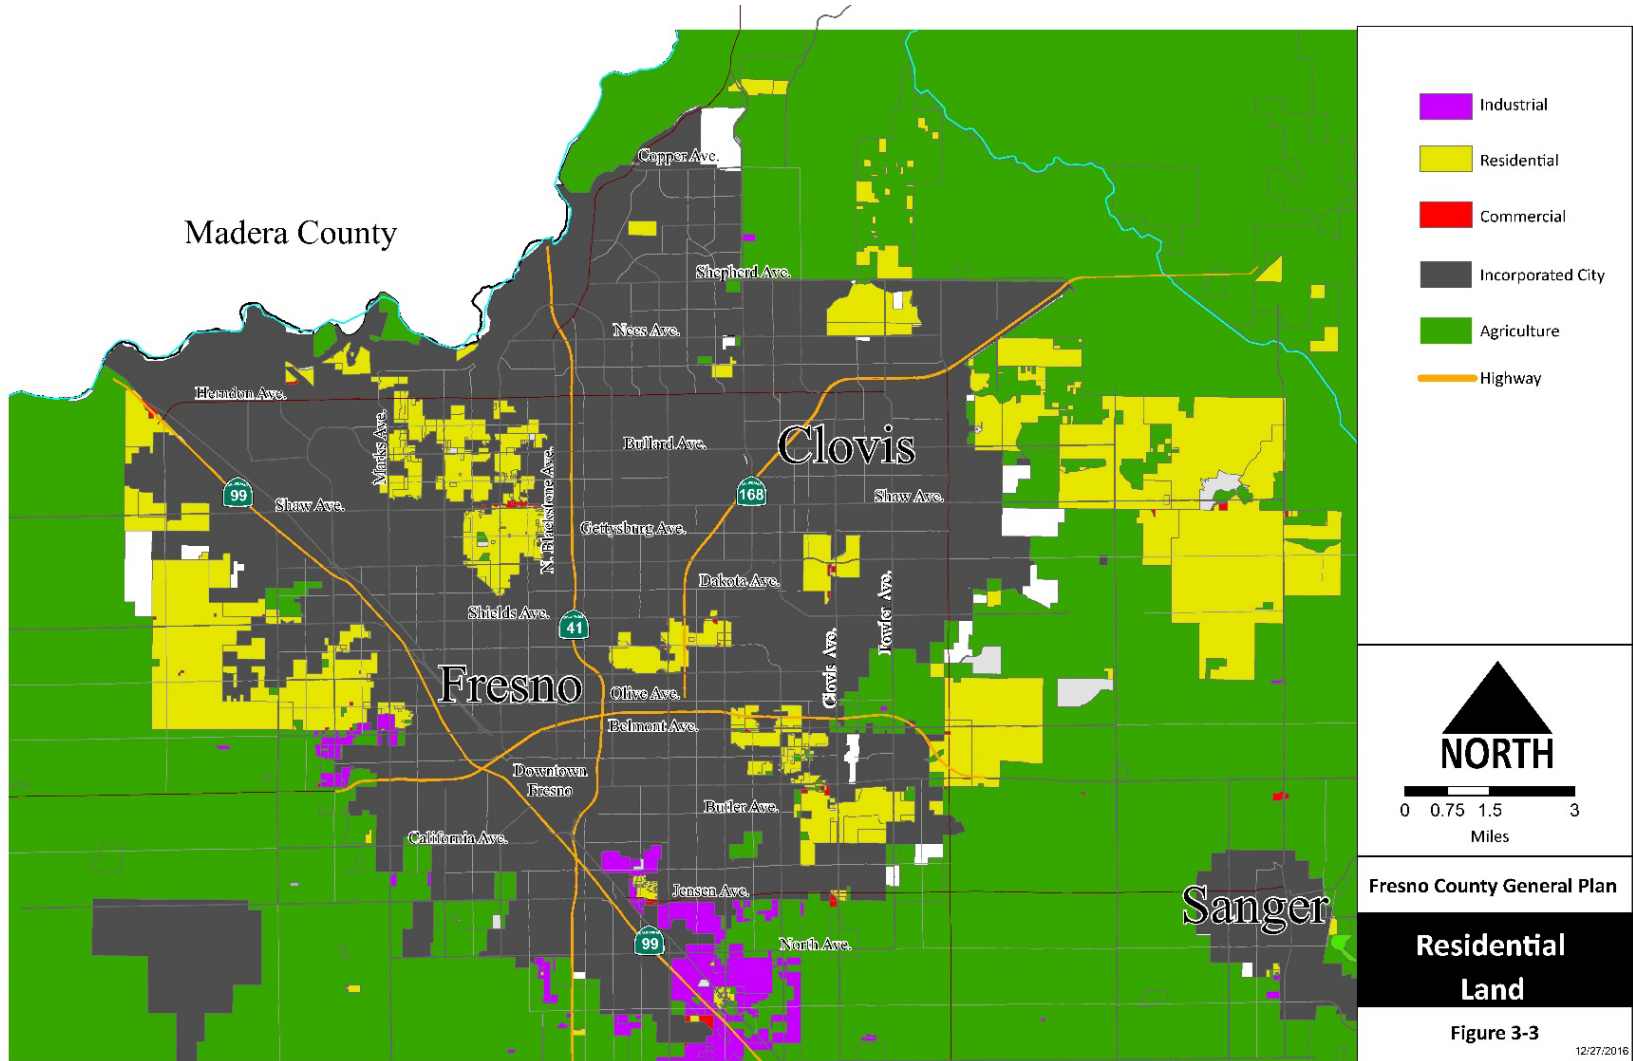 Copper Ave.
Madera County
Shepherd Ave.
Nees Ave.
Herndon Ave.
Marks Ave.
Bullard Ave.
Clovis
N. Blackstone Ave.
99
168
Shaw Ave.
Shaw Ave.
Gettysburg Ave.
Dakota Ave.
Shields Ave.
41
Fowler Ave.
Clovis Ave.
Fresno
Olive Ave.
Belmont Ave.
Downtown
Fresno
Butler Ave.
California Ave.
Jensen Ave.
Sanger
99
North Ave.
Industrial
Residential
Commercial
Incorporated City
Agriculture
Highway
NORTH
0 0.75 1.5 3
Miles
Fresno County General Plan
Residential
Land
Figure 3-3
12/27/2016